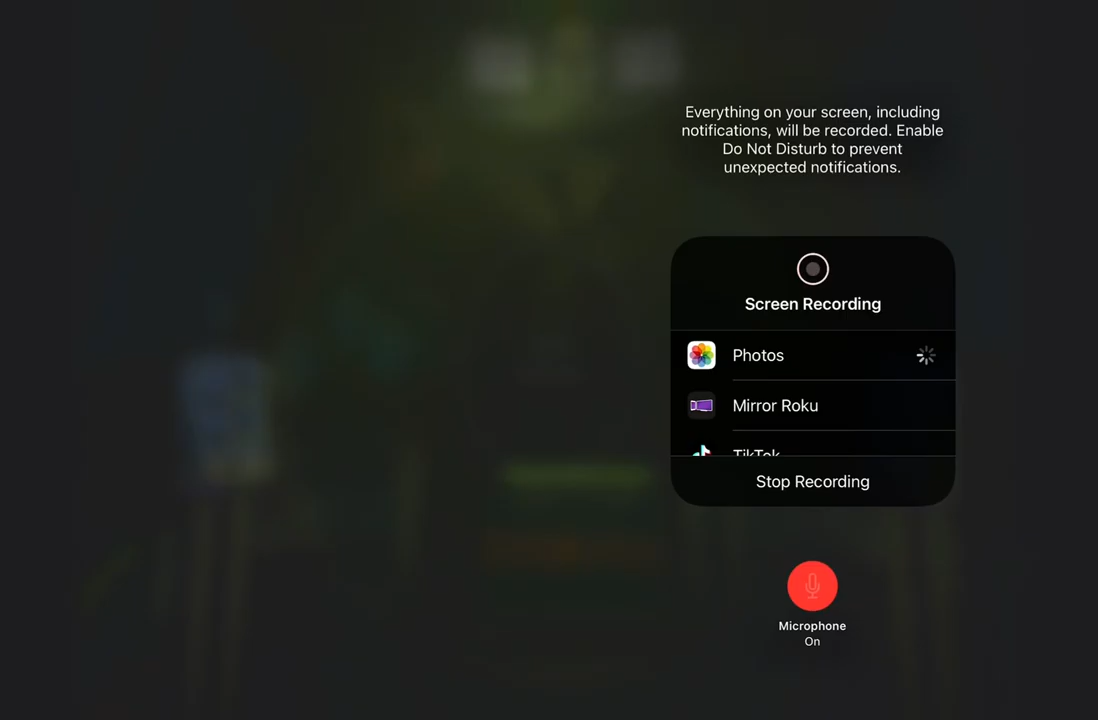 Everything on your screen, including
notifications, will be recorded. Enable
Do Not Disturb to prevent
unexpected notifications.
Screen Recording
Photos
Mirror Roku
TikTok
Stop Recording
Microphone
On